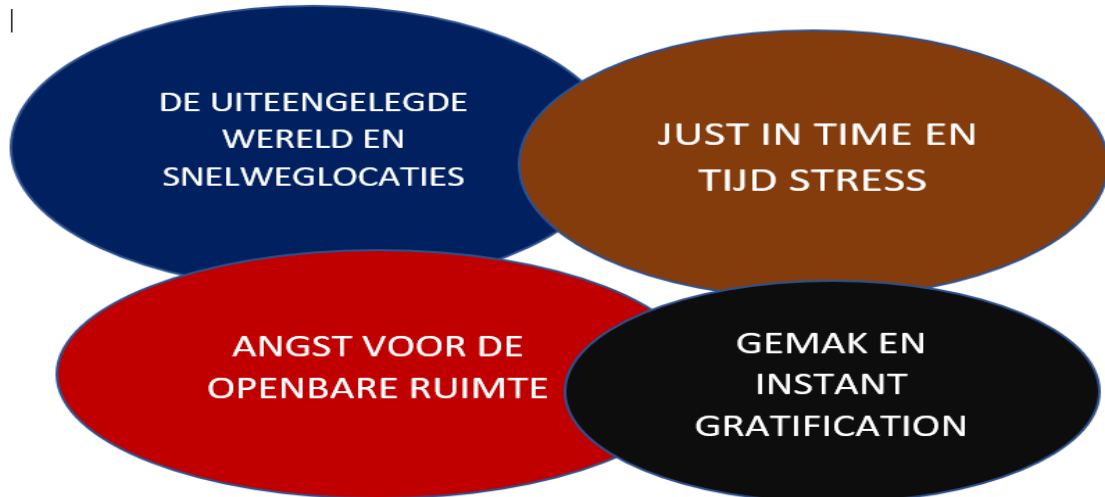 DE UITEENGELEGDE
WERELD EN
SNELWEGLOCATIES
JUST IN TIME EN
TIJD STRESS
ANGST VOOR DE
OPENBARE RUIMTE
GEMAK EN
INSTANT
GRATIFICATION